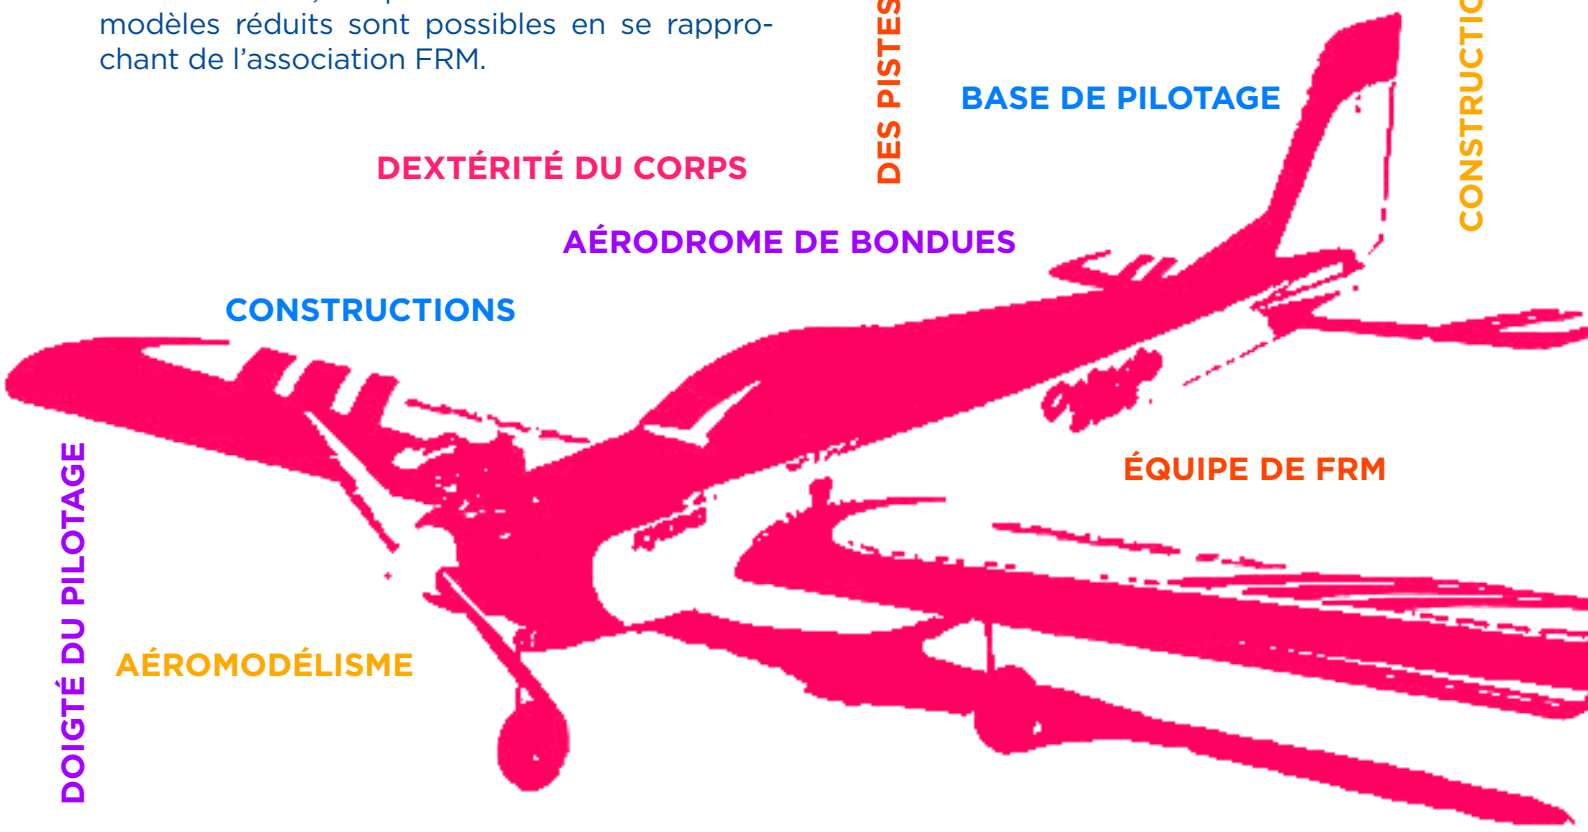 modèles réduits sont possibles en se rappro-
chant de l'association FRM.
DES PISTES
BASE DE PILOTAGE
DEXTÉRITÉ DU CORPS
AÉRODROME DE BONDUES
CONSTRUCTIONS
ÉQUIPE DE FRM
DOIGTÉ DU PILOTAGE
AÉROMODÉLISME